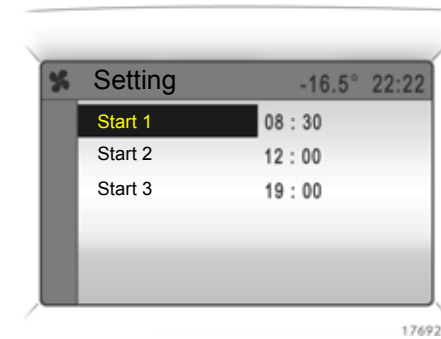 Setting -16.5° 22:22
Start 1 08 : 30
Start 2 12 : 00
Start 3 19 : 00
17692